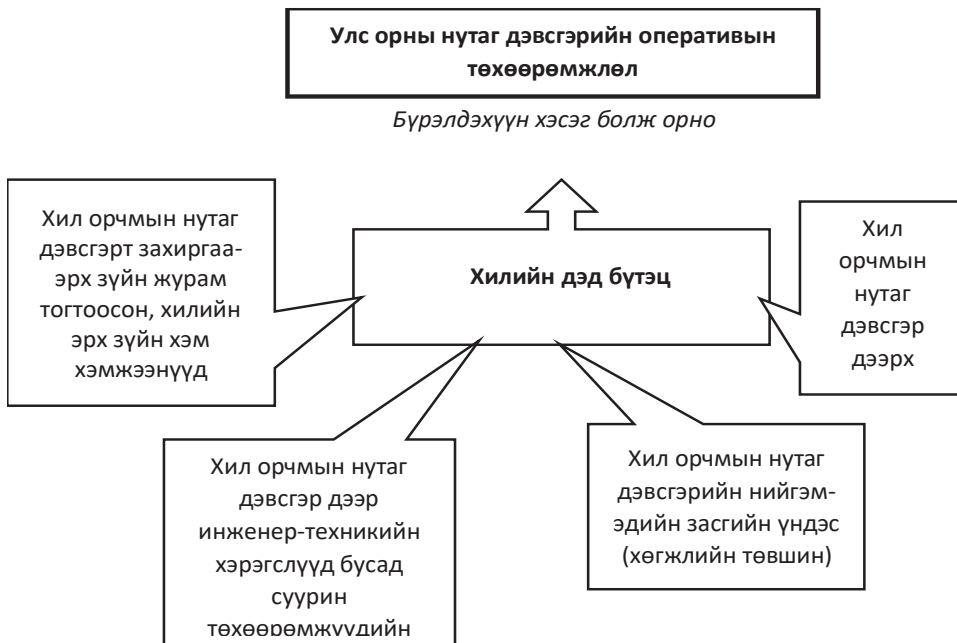 Улс орны нутаг дэвсгэрийн оперативын
төхөөрөмжлөл
Бүрэлдэхүүн хэсэг болж орно
Хил орчмын нутаг
дэвсгэрт захиргаа-
эрх зүйн журам
тогтоосон, хилийн
эрх зүйн хэм
хэмжээнүүд
Хилийн дэд бүтэц
Хил
орчмын
нутаг
дэвсгэр
дээрх
Хил орчмын нутаг
дэвсгэр дээр
инженер-техникийн
хэрэгслүүд бусад
суурин
төхөөрөмжүүдийн
Хил орчмын нутаг
дэвсгэрийн нийгэм-
эдийн засгийн үндэс
(хөгжлийн төвшин)